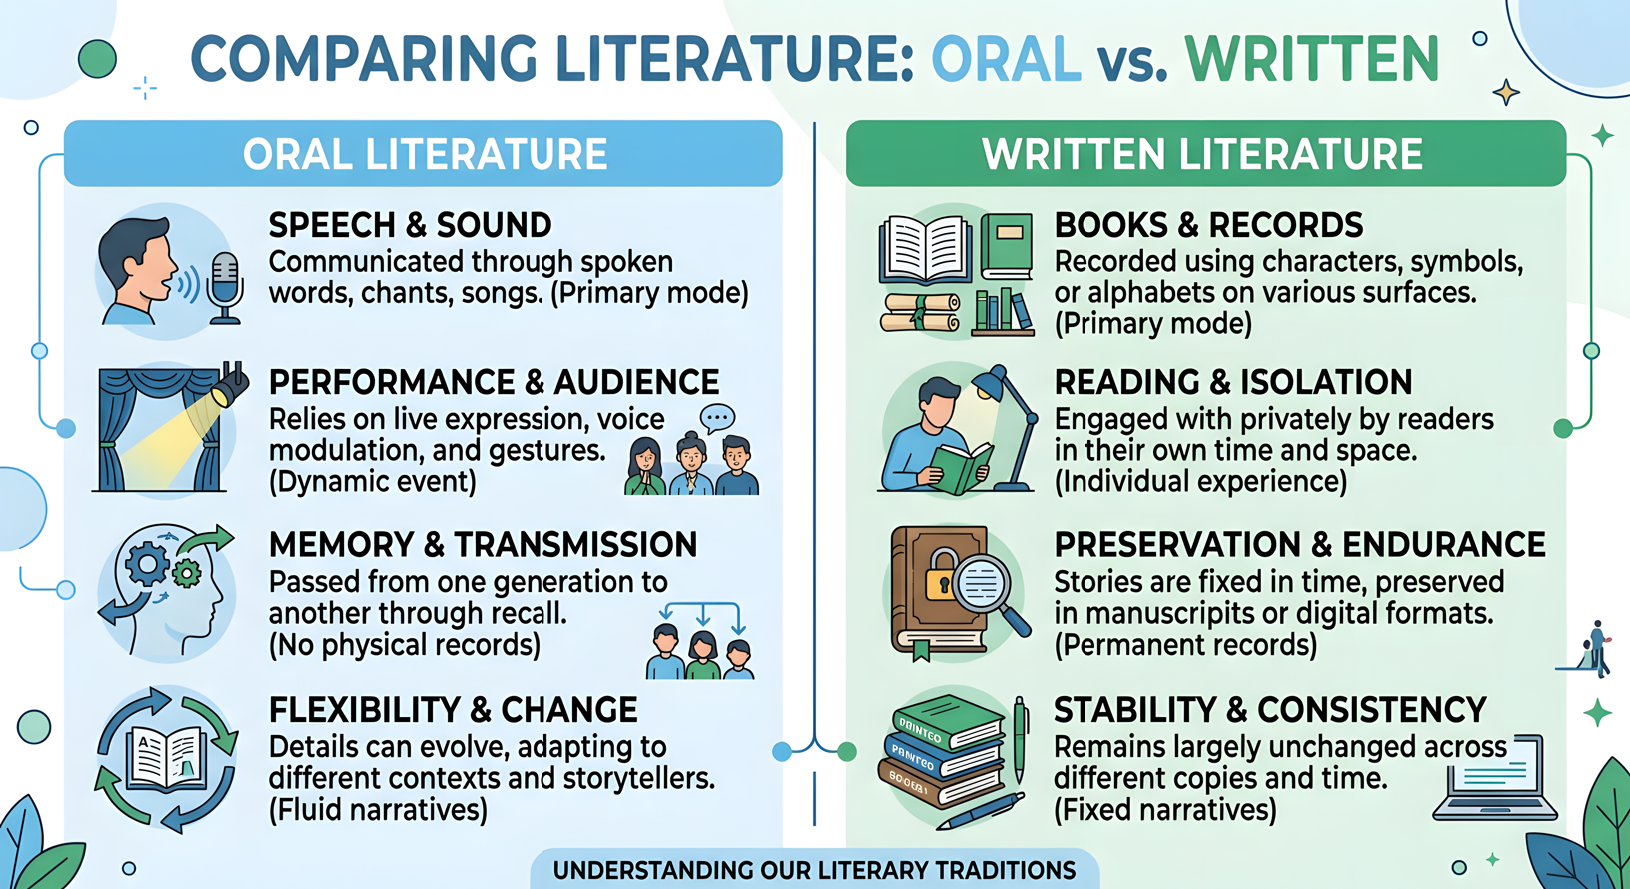 COMPARING LITERATURE: ORAL vs. WRITTEN
ORAL LITERATURE
SPEECH & SOUND
Communicated through spoken
words, chants, songs. (Primary mode)
PERFORMANCE & AUDIENCE
Relies on live expression, voice
modulation, and gestures.
(Dynamic event)
MEMORY & TRANSMISSION
Passed from one generation to
another through recall.
(No physical records)
FLEXIBILITY & CHANGE
Details can evolve, adapting to
different contexts and storytellers.
(Fluid narratives)
A
WRITTEN LITERATURE
BOOKS & RECORDS
Recorded using characters, symbols,
or alphabets on various surfaces.
(Primary mode)
READING & ISOLATION
Engaged with privately by readers
in their own time and space.
(Individual experience)
PRESERVATION & ENDURANCE
Stories are fixed in time, preserved
in manuscripits or digital formats.
(Permanent records)
STABILITY & CONSISTENCY
Remains largely unchanged across
different copies and time.
(Fixed narratives)
UNDERSTANDING OUR LITERARY TRADITIONS